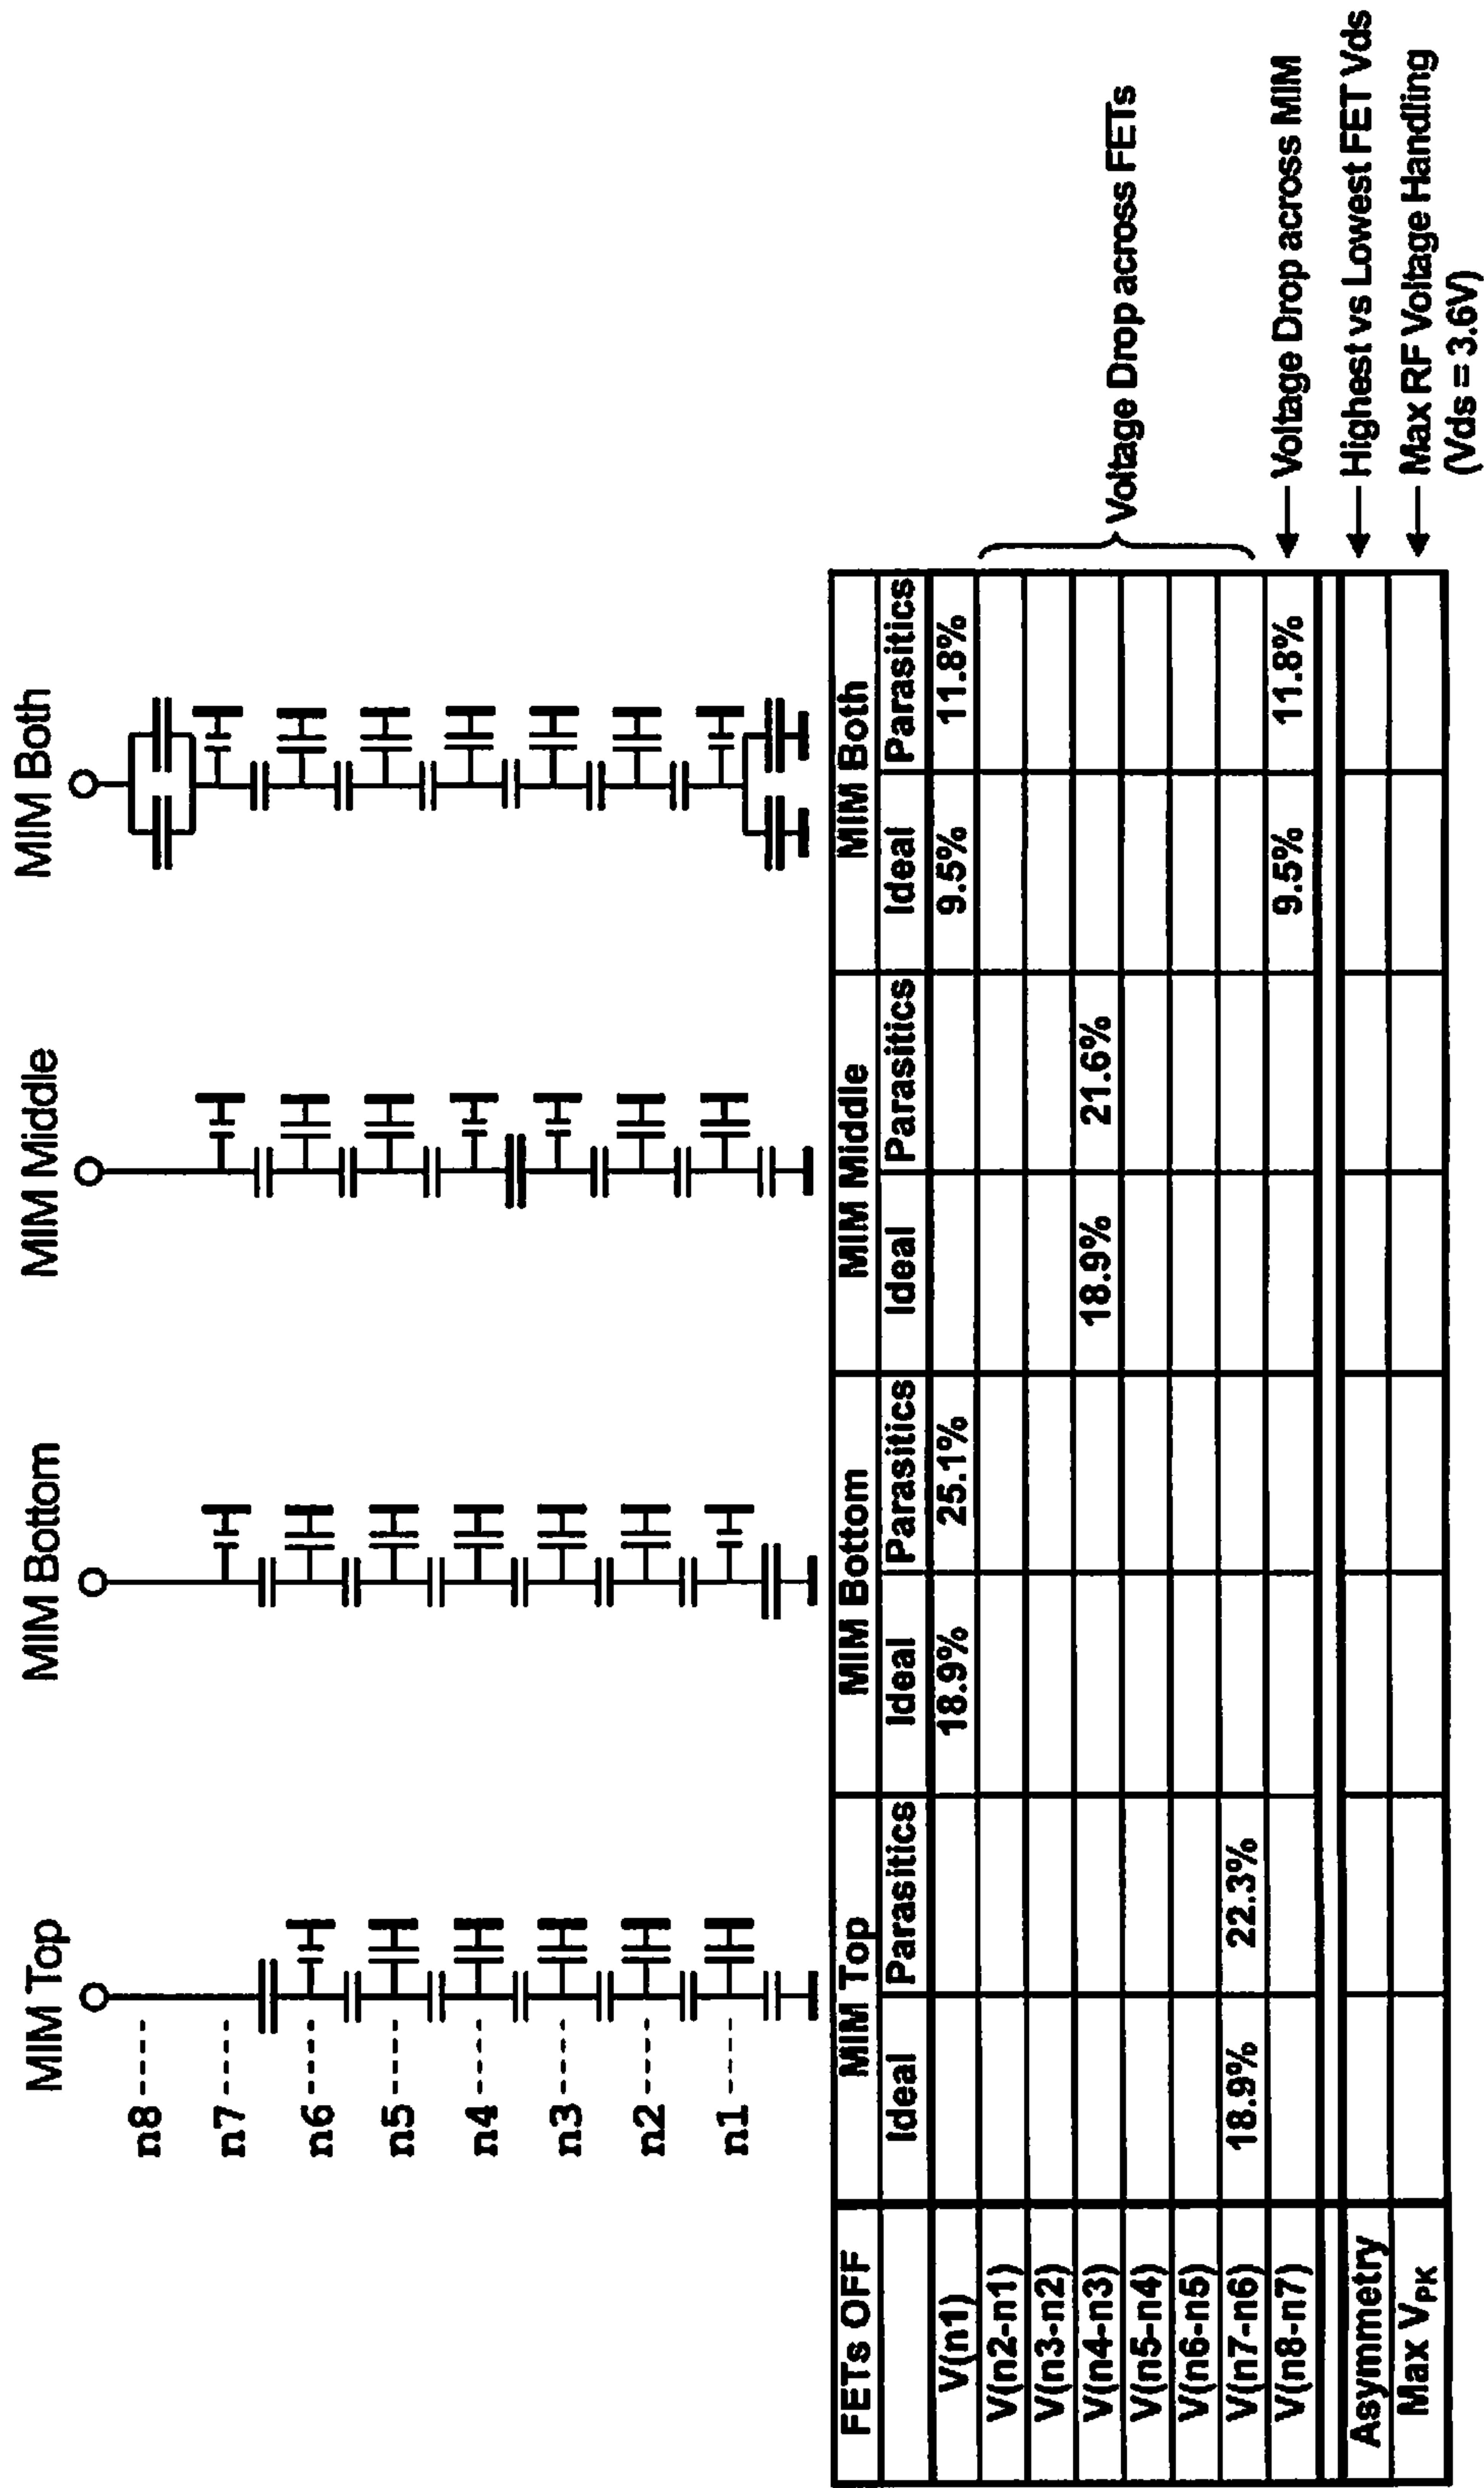 MIM Top
MIM Bottom
MIM Middle
MIM Both
n8
n7
n6
n5
n4
n3
n2
n1
FETs OFF MIM Top MIM Bottom MIM Middle MIM Both
Ideal Parasitics Ideal Parasitics Ideal Parasitics Ideal Parasitics
V(n1) 18.9% 25.1% 9.5% 11.8%
V(n2-n1)
V(n3-n2)
V(n4-n3) 18.9% 21.6%
V(n5-n4)
V(n6-n5)
V(n7-n6) 18.9% 22.3%
V(n8-n7) 9.5% 11.8%
Asymmetry
Max VPK
Voltage Drop across FETs
Voltage Drop across MIM
Highest vs Lowest FET Vds
Max RF Voltage Handling
(Vds = 3.6V)